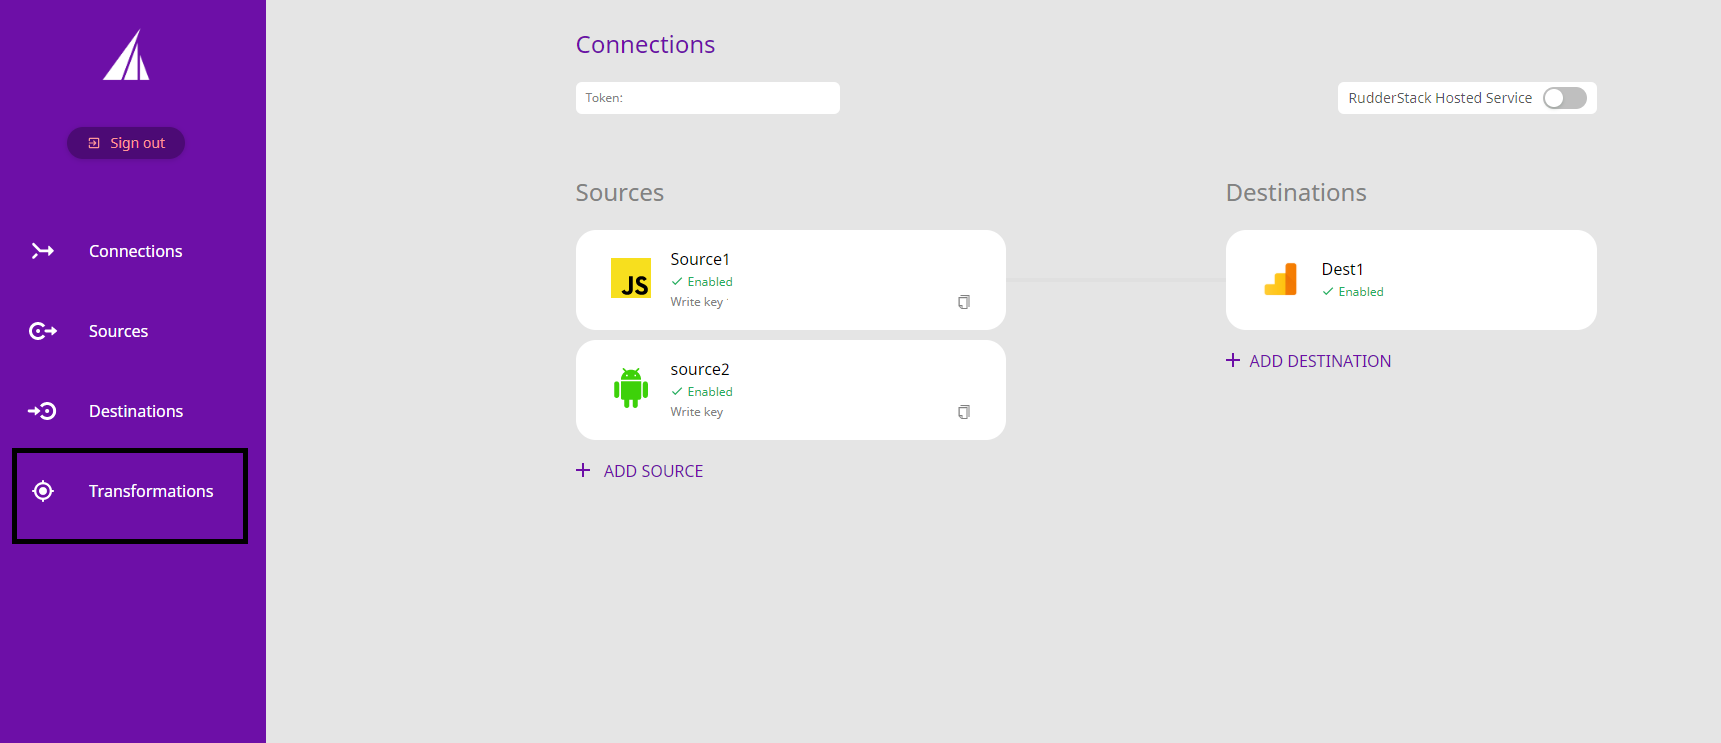 Sign out
Connections
Sources
Destinations
Transformations
Connections
Token:
RudderStack Hosted Service
Sources
JS
Source1
Enabled
Write key
source2
Enabled
Write key
ADD SOURCE
Destinations
Dest1
Enabled
ADD DESTINATION